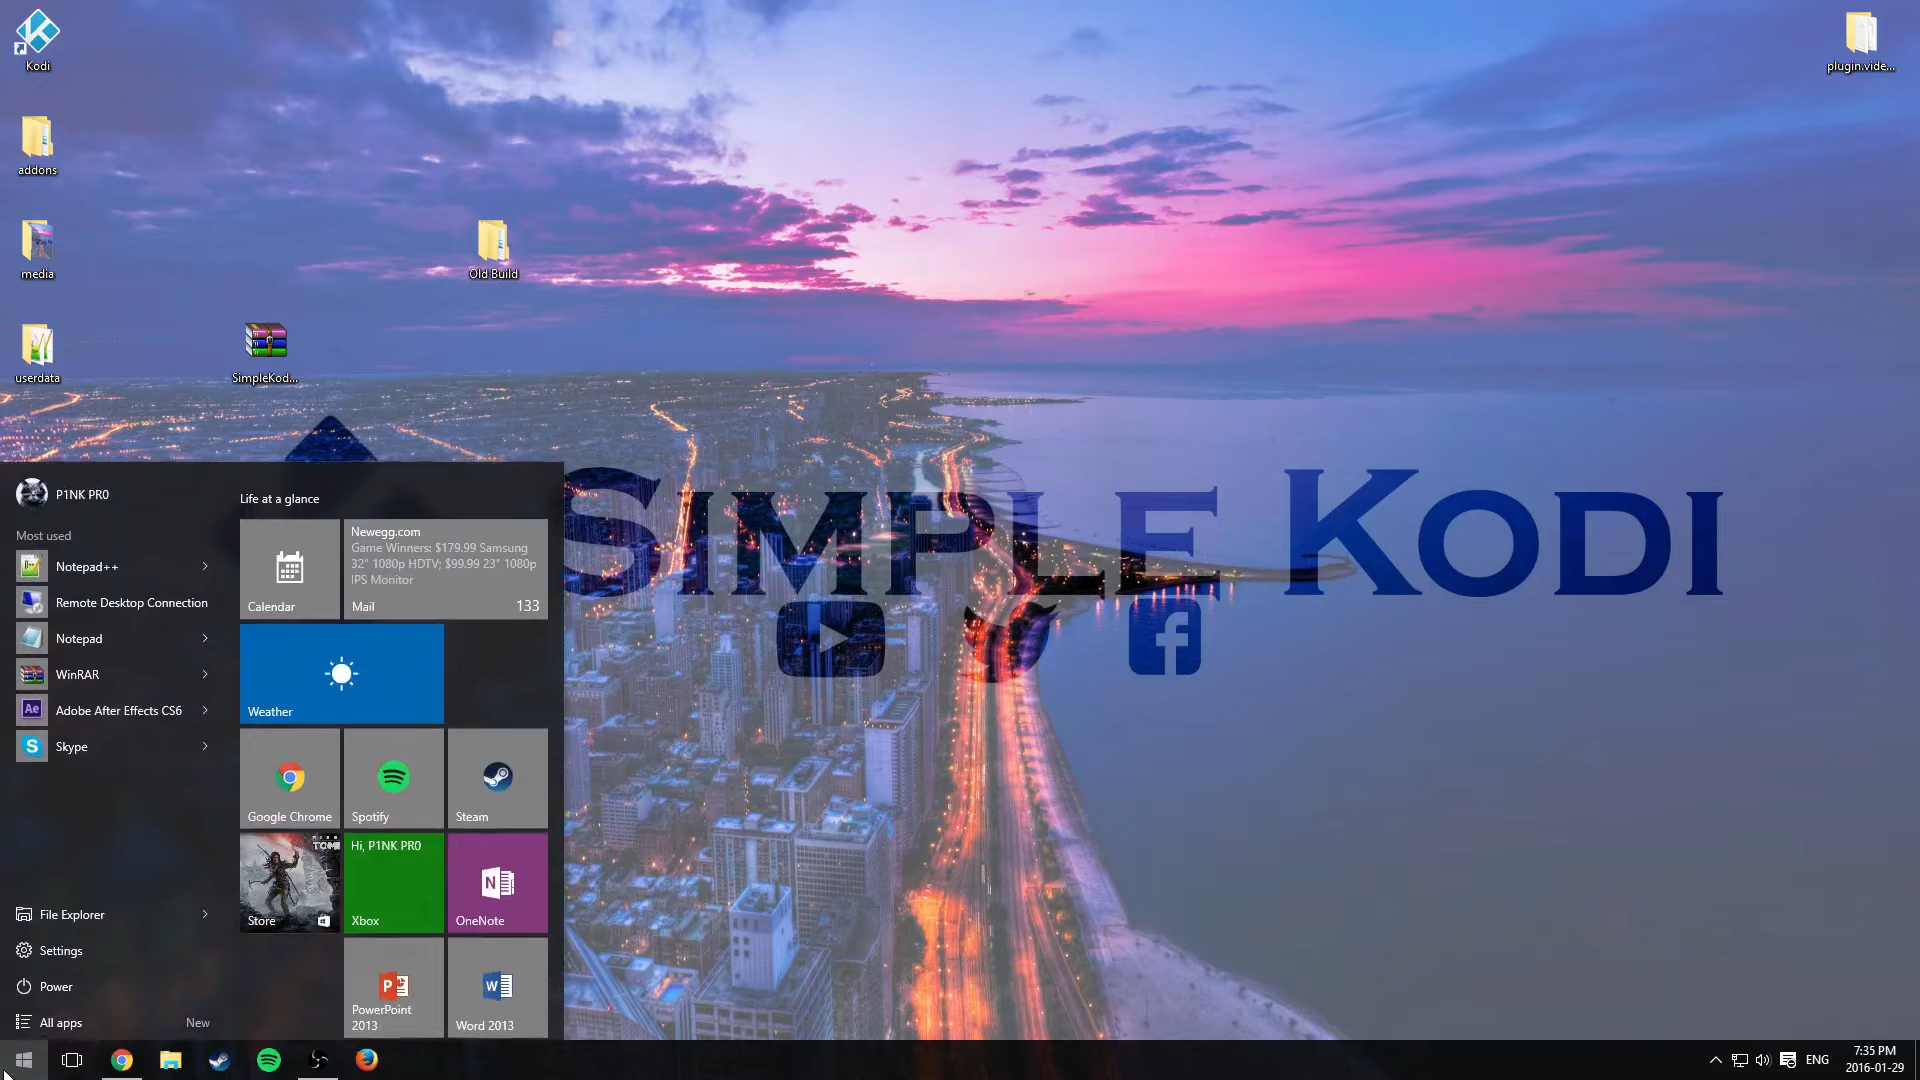 Kodi
plugin.vide...
addons
media
Old Build
userdata
SimpleKod...
SIMPLE KODI
P1NK PR0
Most used
Notepad++
Remote Desktop Connection
Notepad
WinRAR
Adobe After Effects CS6
Skype
File Explorer
Settings
Power
All apps
New
Life at a glance
Calendar
Newegg.com
Game Winners: $179.99 Samsung
32" 1080p HDTV; $99.99 23" 1080p
IPS Monitor
Mail
133
Weather
Google Chrome
Spotify
Steam
Store
Hi, P1NK PR0
Xbox
OneNote
PowerPoint
2013
Word 2013
ENG
7:35 PM
2016-01-29